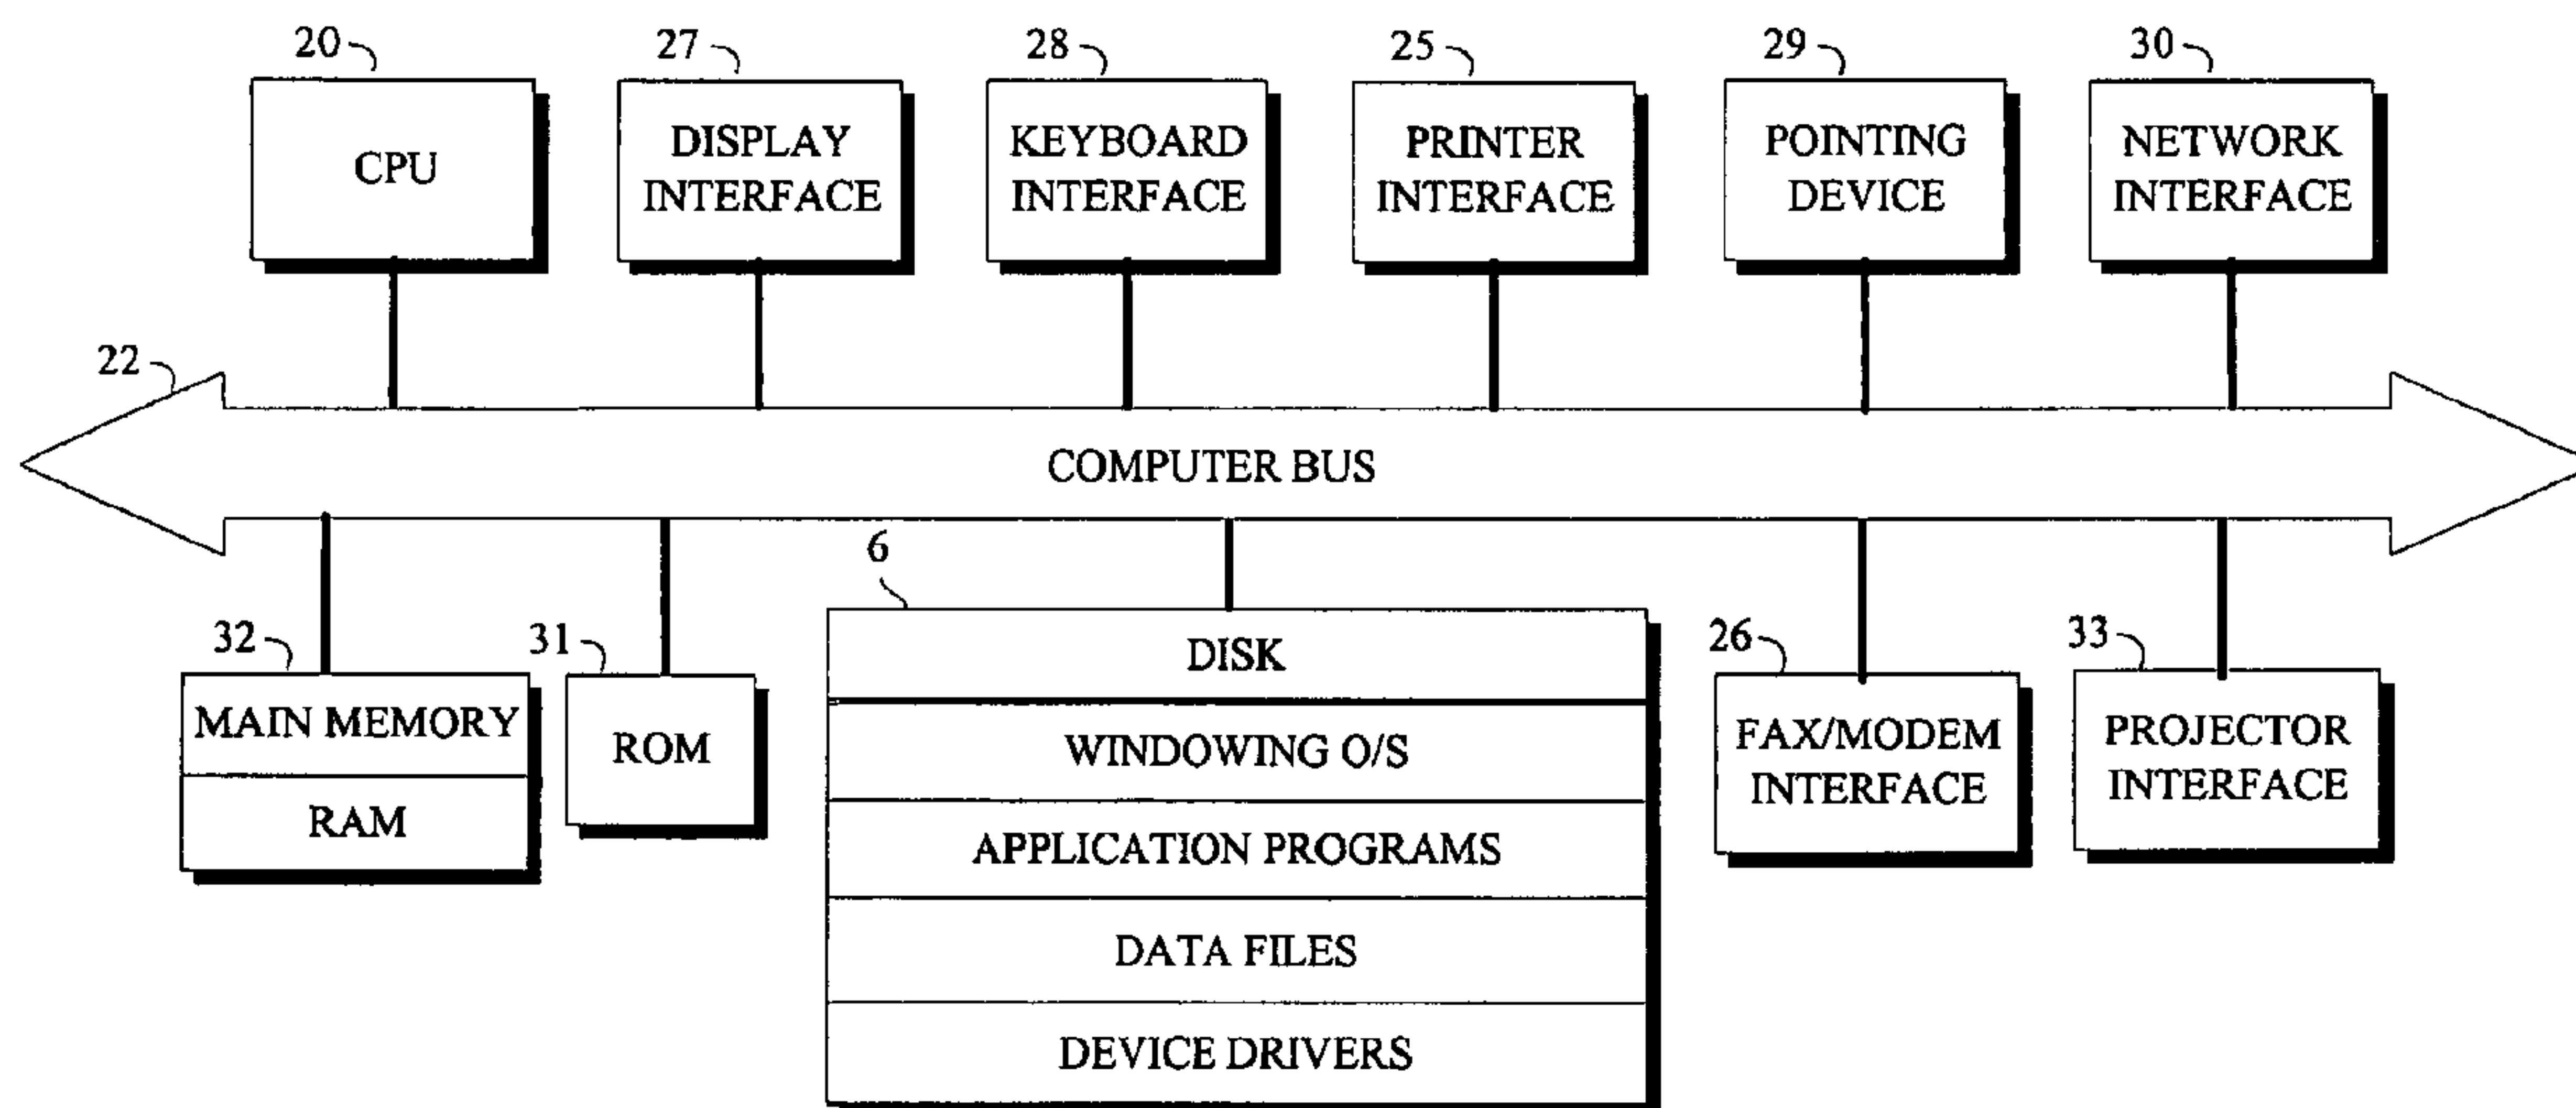 20
27
28
25
29
30
CPU
DISPLAY
INTERFACE
KEYBOARD
INTERFACE
PRINTER
INTERFACE
POINTING
DEVICE
NETWORK
INTERFACE
22
COMPUTER BUS
6
32
31
26
33
MAIN MEMORY
RAM
ROM
DISK
WINDOWING O/S
APPLICATION PROGRAMS
DATA FILES
DEVICE DRIVERS
FAX/MODEM
INTERFACE
PROJECTOR
INTERFACE